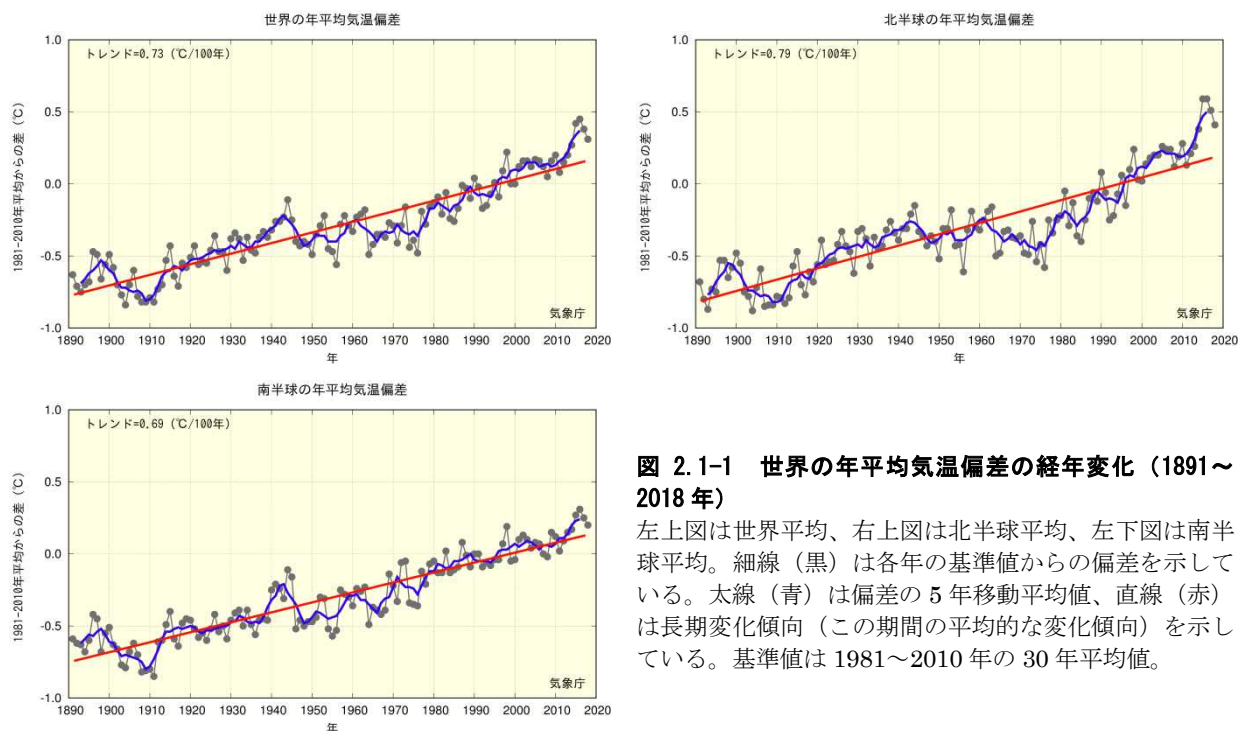 世界の年平均気温偏差
トレンド=0.73 (℃/100年)
1981-2010年平均からの差 (℃)
1.0
0.5
0.0
-0.5
-1.0
気象庁
1890 1900 1910 1920 1930 1940 1950 1960 1970 1980 1990 2000 2010 2020
年
北半球の年平均気温偏差
トレンド=0.79 (℃/100年)
1981-2010年平均からの差 (℃)
1.0
0.5
0.0
-0.5
-1.0
気象庁
1890 1900 1910 1920 1930 1940 1950 1960 1970 1980 1990 2000 2010 2020
年
南半球の年平均気温偏差
トレンド=0.69 (℃/100年)
1981-2010年平均からの差 (℃)
1.0
0.5
0.0
-0.5
-1.0
気象庁
1890 1900 1910 1920 1930 1940 1950 1960 1970 1980 1990 2000 2010 2020
年
図 2.1-1 世界の年平均気温偏差の経年変化（1891～
2018 年）
左上図は世界平均、右上図は北半球平均、左下図は南半
球平均。細線（黒）は各年の基準値からの偏差を示して
いる。太線（青）は偏差の 5 年移動平均値、直線（赤）
は長期変化傾向（この期間の平均的な変化傾向）を示し
ている。基準値は 1981～2010 年の 30 年平均値。